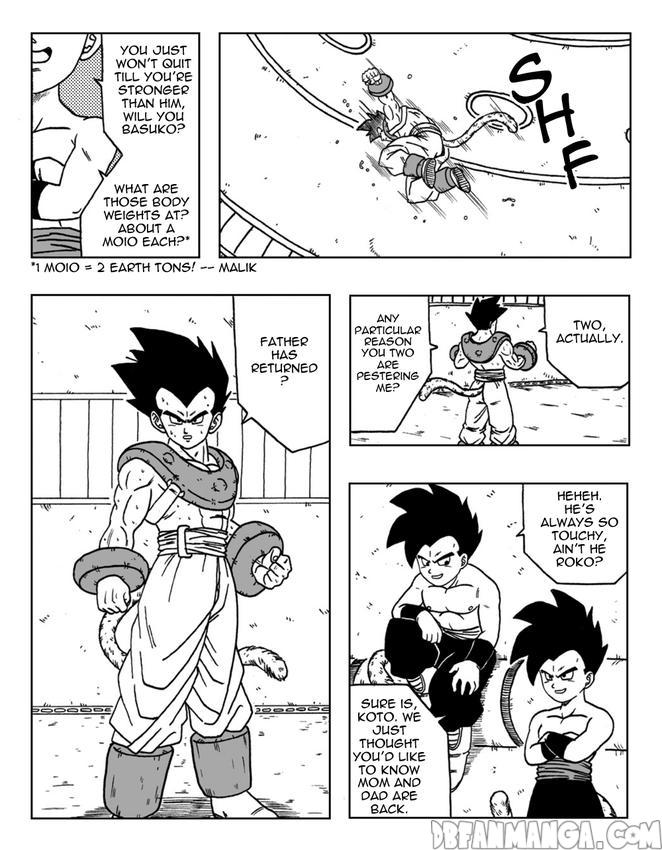 YOU JUST
WON'T QUIT
TILL YOU'RE
STRONGER
THAN HIM,
WILL YOU
BASUKO?
WHAT ARE
THOSE BODY
WEIGHTS AT?
ABOUT A
MOIO EACH?*
SHF
*1 MOIO = 2 EARTH TONS! -- MALIK
FATHER
HAS
RETURNED
?
TWO,
ACTUALLY.
ANY
PARTICULAR
REASON
YOU TWO
ARE
PESTERING
ME?
HEHEH.
HE'S
ALWAYS SO
TOUCHY,
AIN'T HE
ROKO?
SURE IS,
KOTO. WE
JUST
THOUGHT
YOU'D LIKE
TO KNOW
MOM AND
DAD ARE
BACK.
DBFANMANGA.COM